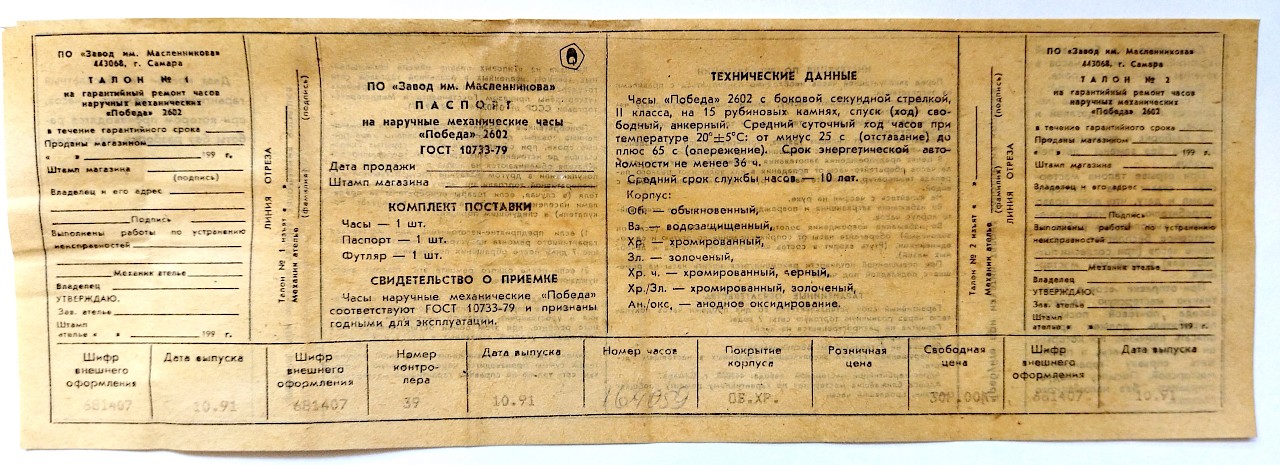 ПО «Завод им. Масленникова»
443068, г. Самара
ТАЛОН № 1
на гарантийный ремонт часов
наручных механических
«Победа» 2602
в течение гарантийного срока
Проданы магазином
« » 199 г.
Штамп магазина
(подпись)
Владелец и его адрес
Подпись
Выполнены работы по устранению
неисправностей
Механик ателье
Владелец
УТВЕРЖДАЮ.
Зав. ателье
Штамп
ателье « » 199 г.
ЛИНИЯ ОТРЕЗА
Талон № 1 изъят « »
Механик ателье
(фамилия) (подпись)
ПО «Завод им. Масленникова»
ПАСПОРТ
на наручные механические часы
«Победа» 2602
ГОСТ 10733-79
Дата продажи
Штамп магазина
КОМПЛЕКТ ПОСТАВКИ
Часы — 1 шт.
Паспорт — 1 шт.
Футляр — 1 шт.
СВИДЕТЕЛЬСТВО О ПРИЕМКЕ
Часы наручные механические «Победа»
соответствуют ГОСТ 10733-79 и признаны
годными для эксплуатации.
ТЕХНИЧЕСКИЕ ДАННЫЕ
Часы «Победа» 2602 с боковой секундной стрелкой,
II класса, на 15 рубиновых камнях, спуск (ход) сво-
бодный, анкерный. Средний суточный ход часов при
температуре 20°±5°С: от минус 25 с (отставание) до
плюс 65 с (опережение). Срок энергетической авто-
номности не менее 36 ч.
Средний срок службы часов — 10 лет.
Корпус:
Об. — обыкновенный,
Вз. — водозащищенный,
Хр. — хромированный,
Зл. — золоченый,
Хр. ч. — хромированный, черный,
Хр./Зл. — хромированный, золоченый,
Ан./окс. — анодное оксидирование.
Талон № 2 изъят « »
Механик ателье
(фамилия) (подпись)
ЛИНИЯ ОТРЕЗА
ПО «Завод им. Масленникова»
443068, г. Самара
ТАЛОН № 2
на гарантийный ремонт часов
наручных механических
«Победа» 2602
в течение гарантийного срока
Проданы магазином
« » 199 г.
Штамп магазина
(подпись)
Владелец и его адрес
Подпись
Выполнены работы по устранению
неисправностей
Механик ателье
Владелец
УТВЕРЖДАЮ.
Зав. ателье
Штамп
ателье « » 199 г.
Шифр внешнего оформления
681407
Дата выпуска
10.91
Шифр внешнего оформления
681407
Номер контро-
лера
39
Дата выпуска
10.91
Номер часов
Покрытие корпуса
ОБ.ХР.
Розничная цена
Свободная цена
Шифр внешнего оформления
681407
Дата выпуска
10.91